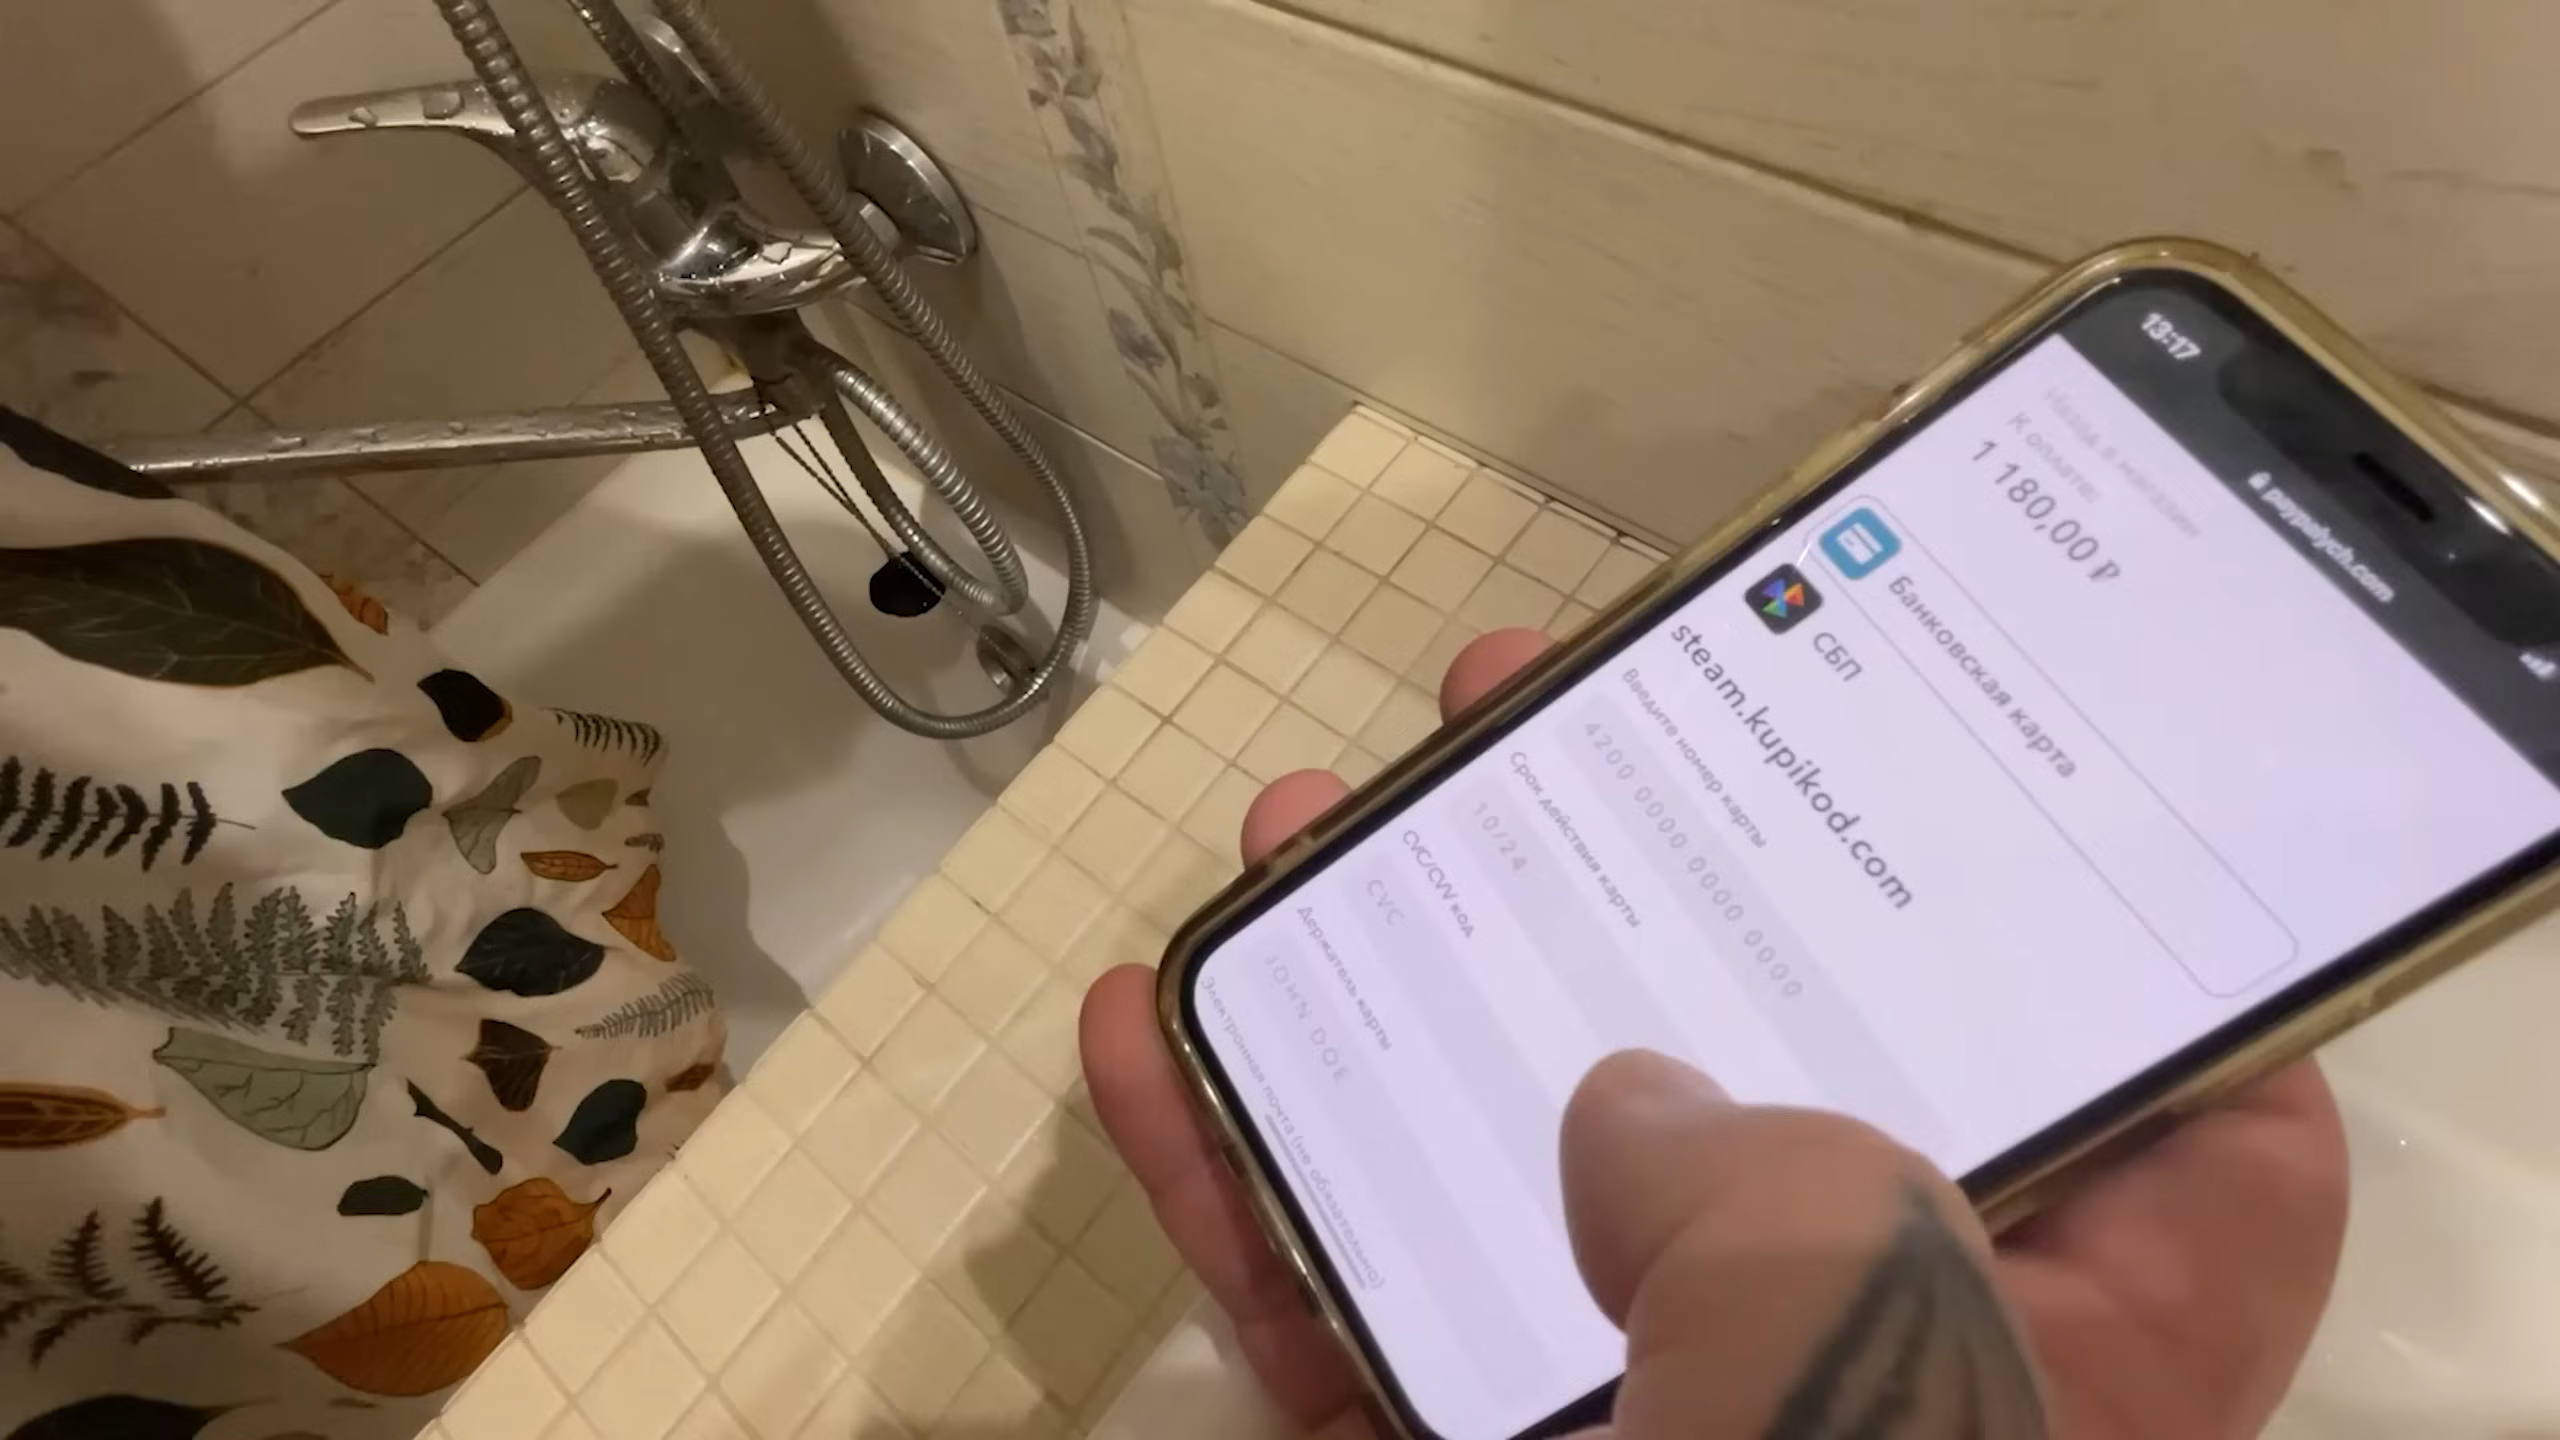 13:17
paypalych.com
Назад в магазин
К оплате:
1 180,00 ₽
Банковская карта
СБП
steam.kupikod.com
Введите номер карты
4200 0000 0000 0000
Срок действия карты
10/24
CVC/CVV код
CVC
Держатель карты
JOHN DOE
Электронная почта (не обязательно)